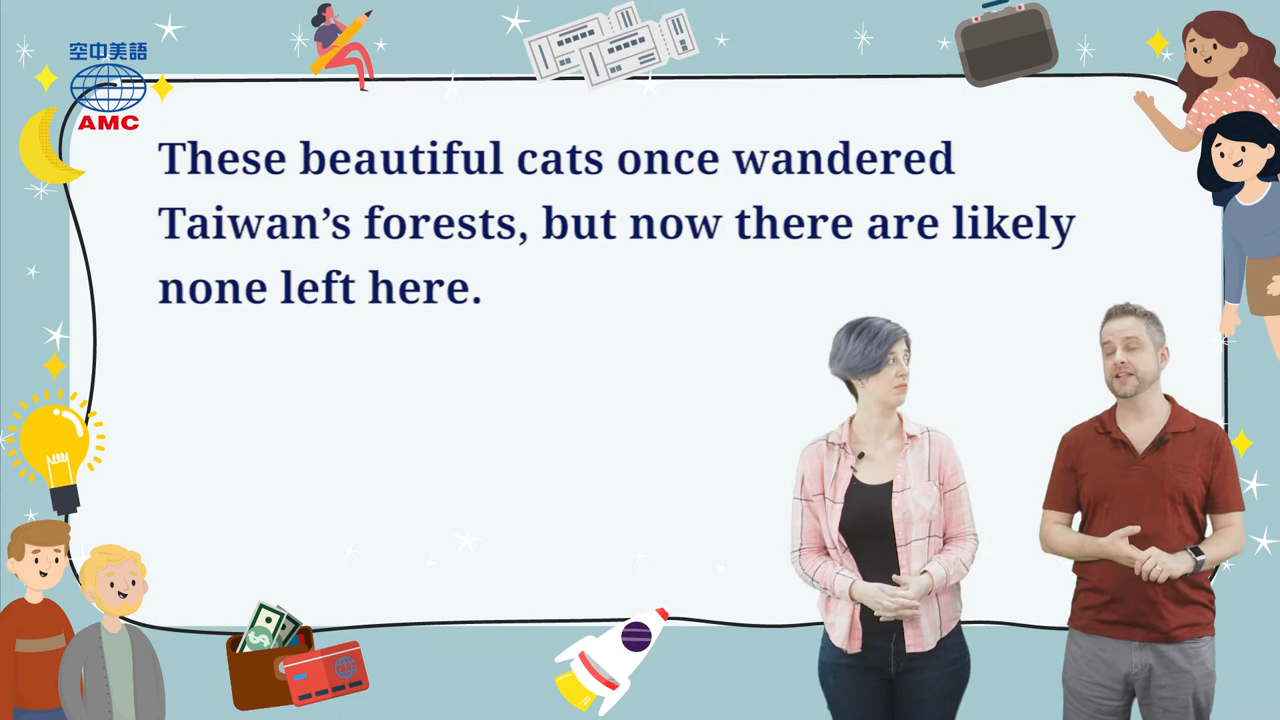 空中美語
AMC
These beautiful cats once wandered
Taiwan’s forests, but now there are likely
none left here.